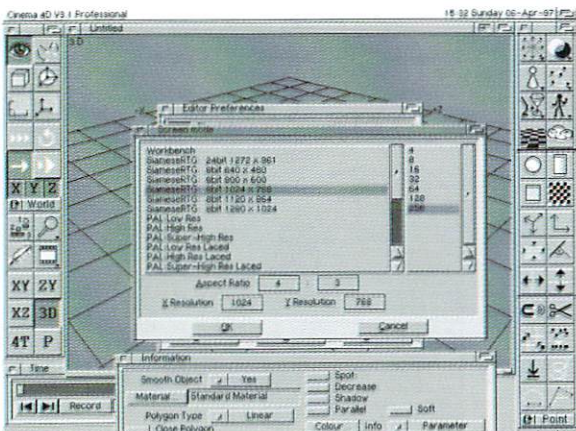 Cinema 4D V3.1 Professional
15:32 Sunday 06-Apr-97
Untitled
3D
Editor Preferences
Screen mode
Workbench
SiameseRTG: 24bit 1272 x 961
SiameseRTG: 8bit 640 x 480
SiameseRTG: 8bit 800 x 600
SiameseRTG: 8bit 1024 x 768
SiameseRTG: 8bit 1120 x 864
SiameseRTG: 8bit 1280 x 1024
PAL:Low Res
PAL:High Res
PAL:Super-High Res
PAL:Low Res Laced
PAL:High Res Laced
PAL:Super-High Res Laced
4
8
16
32
64
128
256
Aspect Ratio 4 : 3
X Resolution 1024 Y Resolution 768
OK Cancel
X Y Z
World
XY ZY
XZ 3D
4T P
Time
Record
Information
Smooth Object Yes
Material Standard Material
Polygon Type Linear
Close Polygon
Spot
Decrease
Shadow
Parallel
Soft
Colour Info Parameter
Point